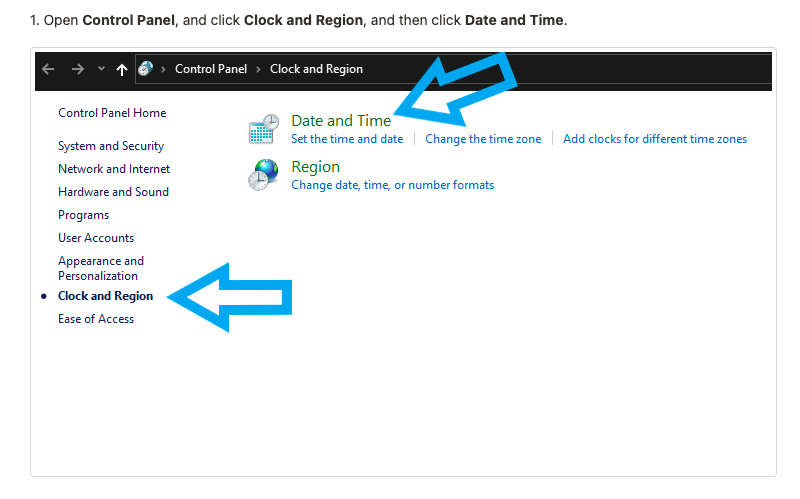 1. Open Control Panel, and click Clock and Region, and then click Date and Time.
Control Panel > Clock and Region
Control Panel Home
System and Security
Network and Internet
Hardware and Sound
Programs
User Accounts
Appearance and
Personalization
Clock and Region
Ease of Access
Date and Time
Set the time and date | Change the time zone | Add clocks for different time zones
Region
Change date, time, or number formats